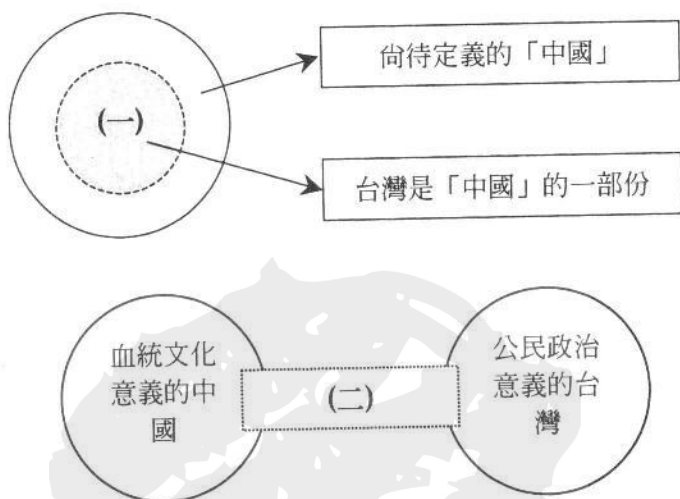 (一)
尙待定義的「中國」
台灣是「中國」的一部份
血統文化
意義的中
國
(二)
公民政治
意義的台
灣